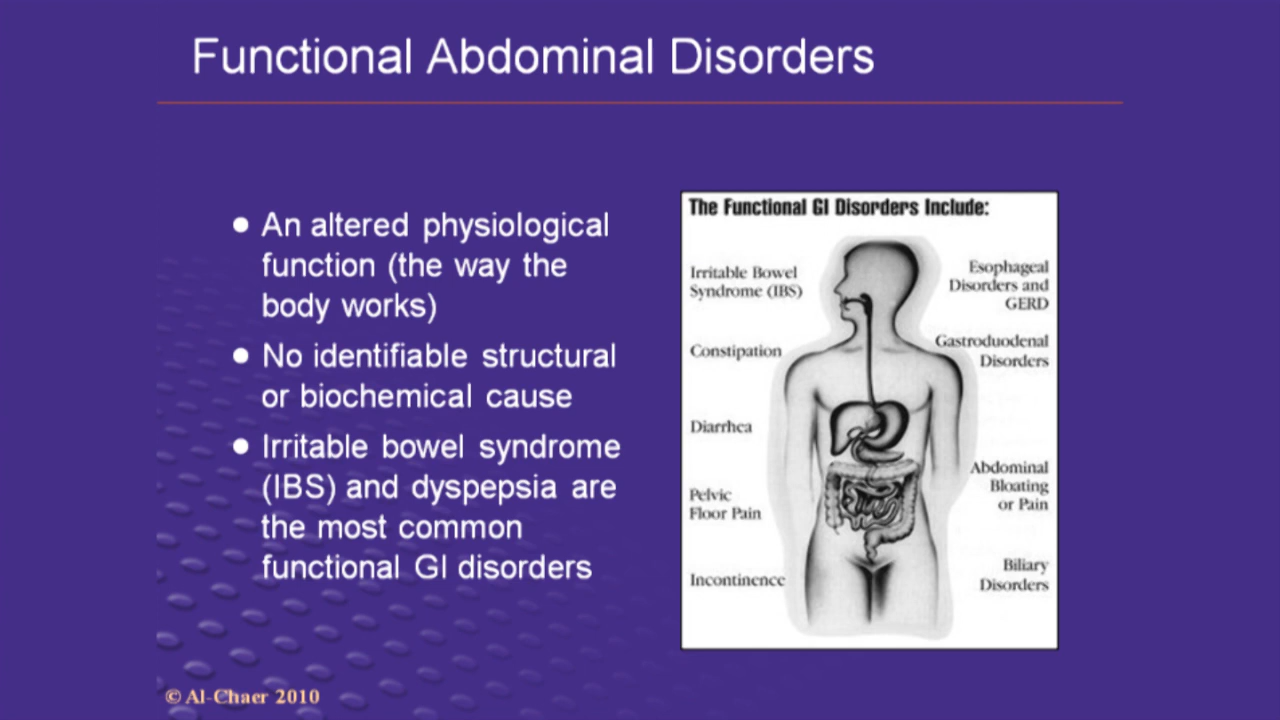 Functional Abdominal Disorders
● An altered physiological
function (the way the
body works)
● No identifiable structural
or biochemical cause
● Irritable bowel syndrome
(IBS) and dyspepsia are
the most common
functional GI disorders
The Functional GI Disorders Include:
Irritable Bowel
Syndrome (IBS)
Constipation
Diarrhea
Pelvic
Floor Pain
Incontinence
Esophageal
Disorders and
GERD
Gastroduodenal
Disorders
Abdominal
Bloating
or Pain
Biliary
Disorders
© Al-Chaer 2010